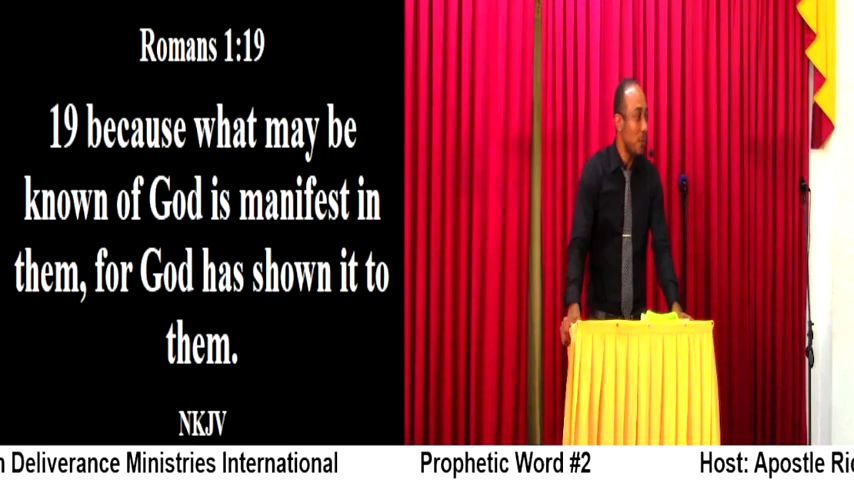 Romans 1:19
19 because what may be
known of God is manifest in
them, for God has shown it to
them.
NKJV
Deliverance Ministries International Prophetic Word #2 Host: Apostle